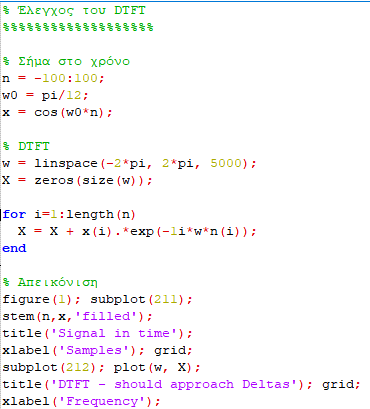 % Έλεγχος του DTFT
%%%%%%%%%%%%%%%%%%%
% Σήμα στο χρόνο
n = -100:100;
w0 = pi/12;
x = cos(w0*n);
% DTFT
w = linspace(-2*pi, 2*pi, 5000);
X = zeros(size(w));
for i=1:length(n)
X = X + x(i).*exp(-1i*w*n(i));
end
% Απεικόνιση
figure(1); subplot(211);
stem(n,x,'filled');
title('Signal in time');
xlabel('Samples'); grid;
subplot(212); plot(w, X);
title('DTFT - should approach Deltas'); grid;
xlabel('Frequency');